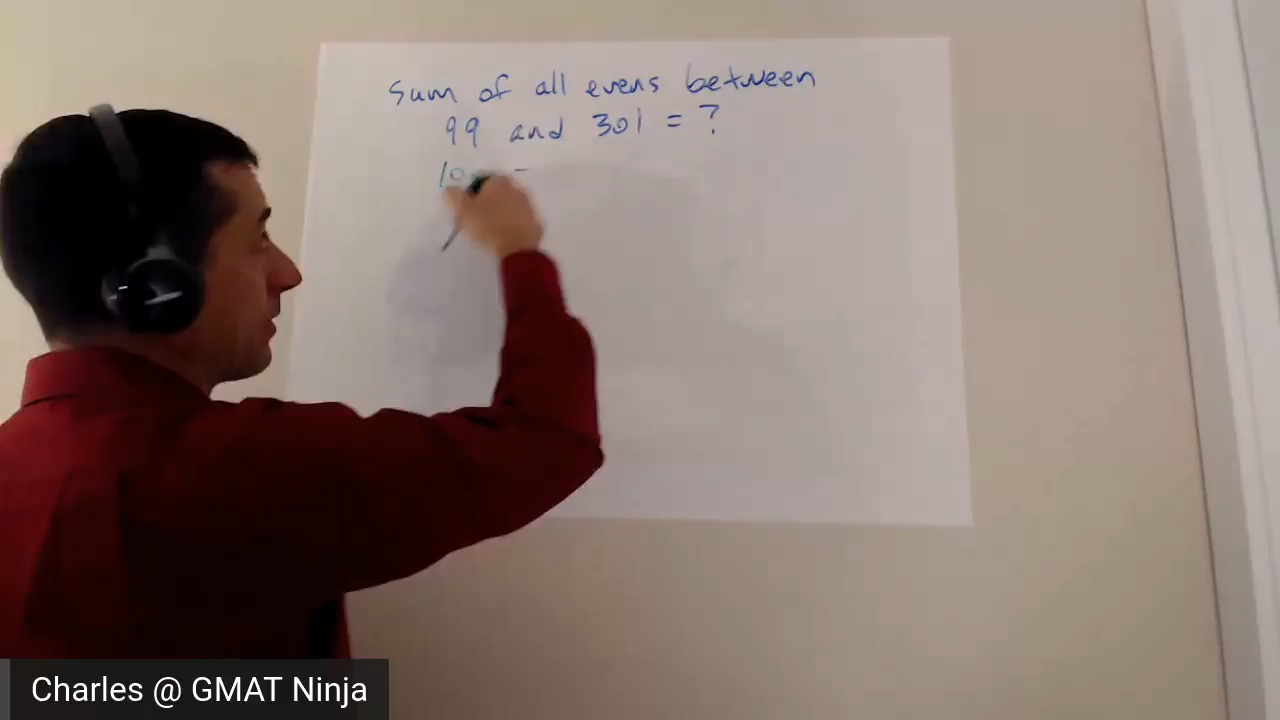 Sum of all evens between
99 and 301 = ?
Charles @ GMAT Ninja